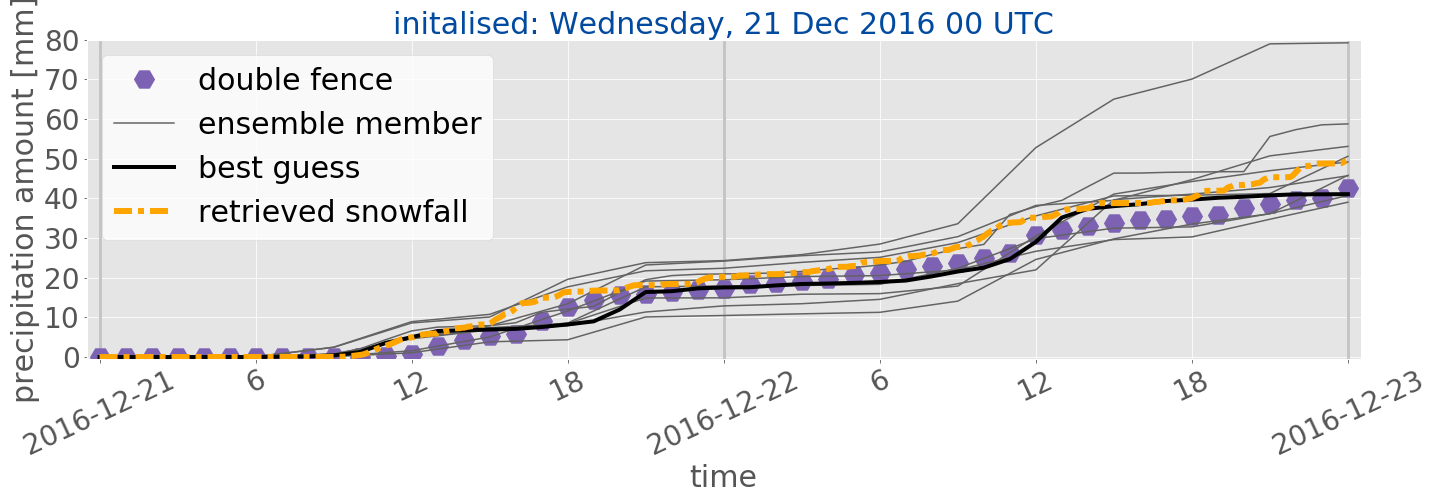 initalised: Wednesday, 21 Dec 2016 00 UTC
precipitation amount [mm]
80
70
60
50
40
30
20
10
0
double fence
ensemble member
best guess
retrieved snowfall
2016-12-21
6
12
18
2016-12-22
6
12
18
2016-12-23
time